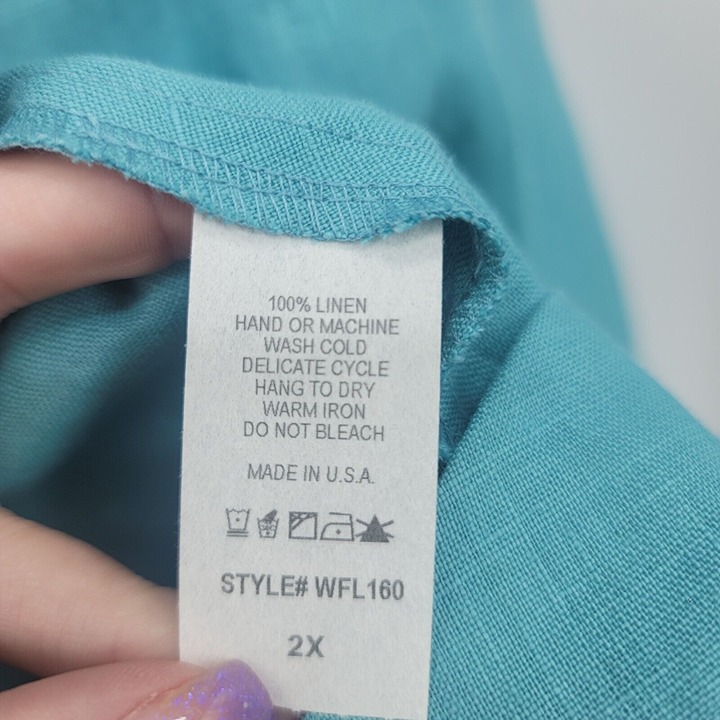 100% LINEN
HAND OR MACHINE
WASH COLD
DELICATE CYCLE
HANG TO DRY
WARM IRON
DO NOT BLEACH
MADE IN U.S.A.
STYLE# WFL160
2X